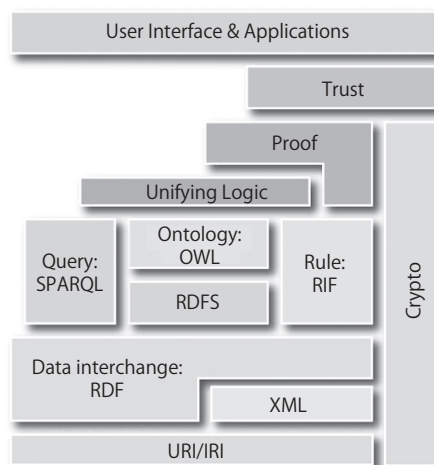 User Interface & Applications
Trust
Proof
Unifying Logic
Ontology:
OWL
Query:
SPARQL
Rule:
RIF
RDFS
Crypto
Data interchange:
RDF
XML
URI/IRI